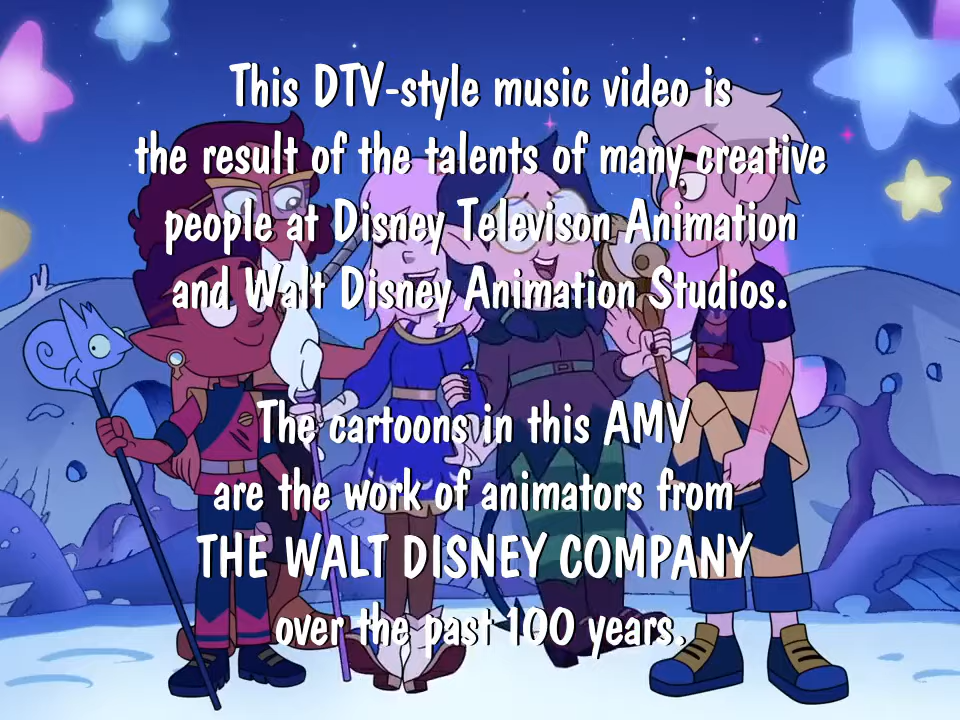 This DTV-style music video is
the result of the talents of many creative
people at Disney Televison Animation
and Walt Disney Animation Studios.
The cartoons in this AMV
are the work of animators from
THE WALT DISNEY COMPANY
over the past 100 years.